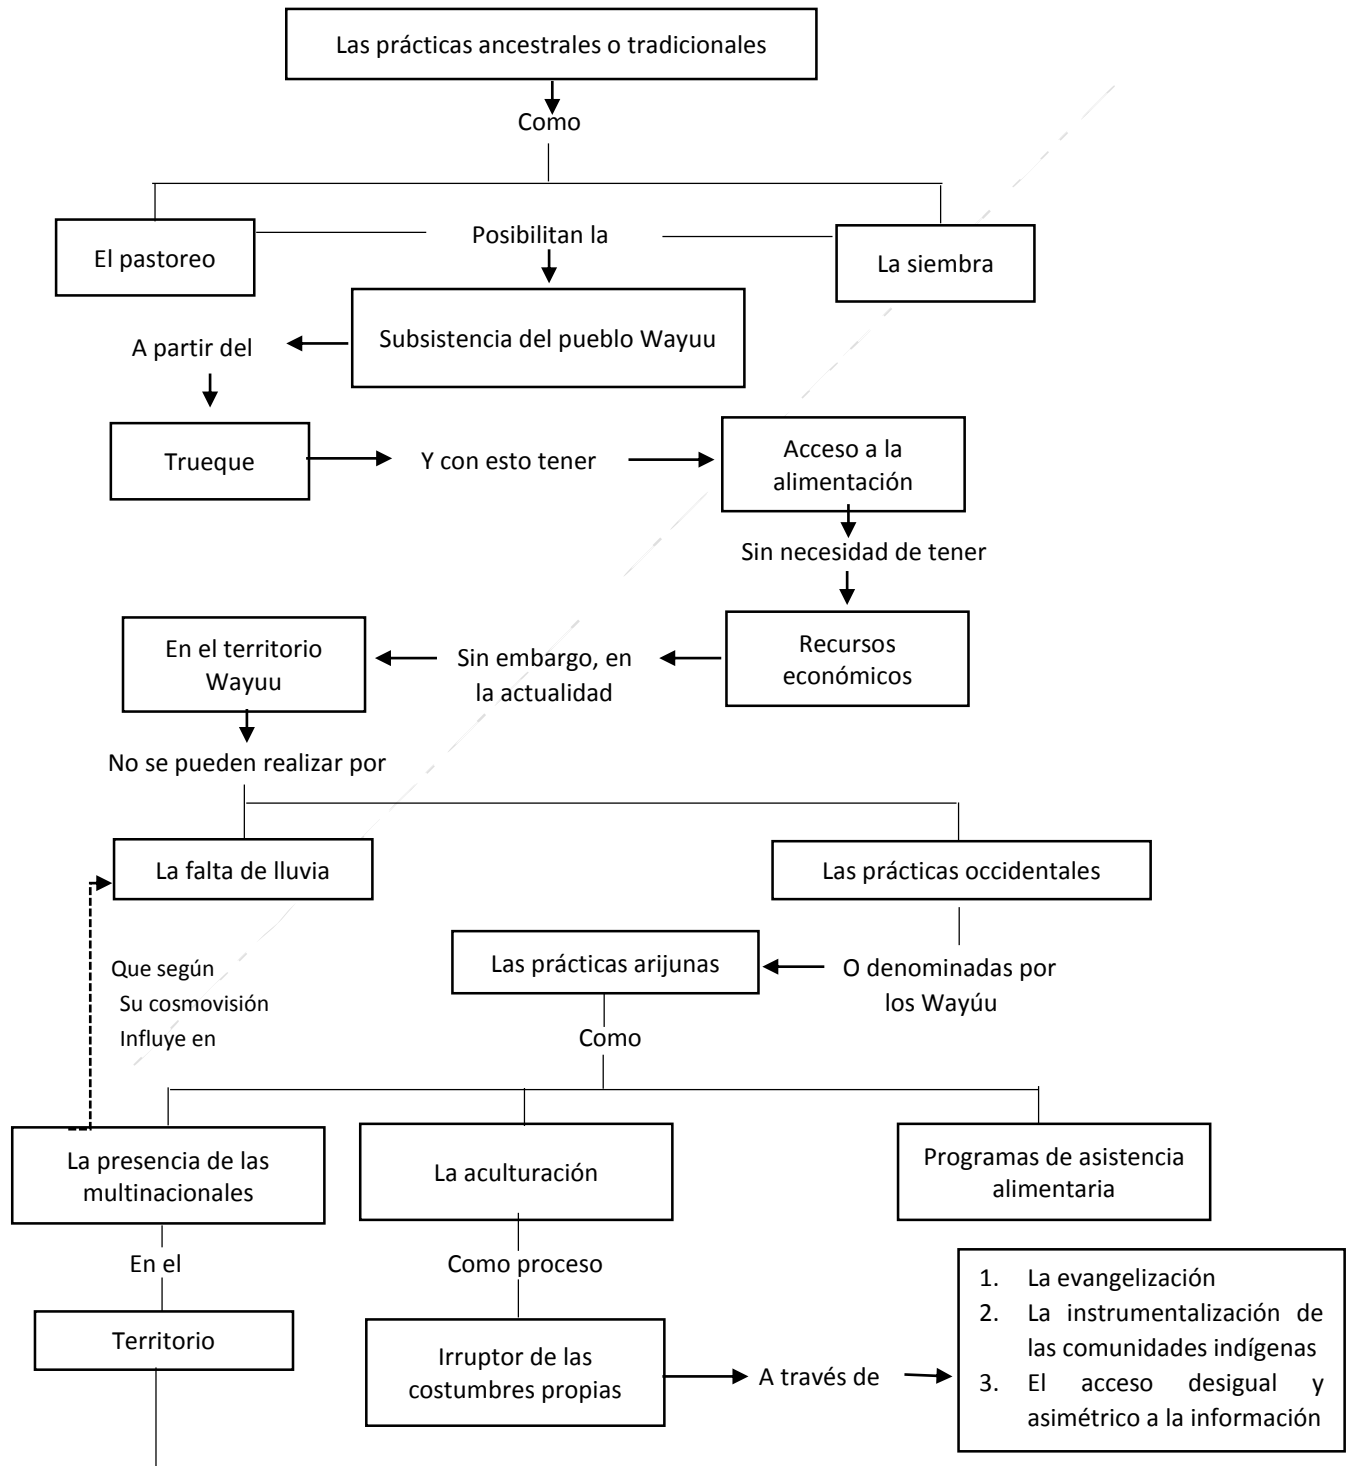 Las prácticas ancestrales o tradicionales
Como
El pastoreo
Posibilitan la
La siembra
Subsistencia del pueblo Wayuu
A partir del
Trueque
Y con esto tener
Acceso a la
alimentación
Sin necesidad de tener
Recursos
económicos
Sin embargo, en
la actualidad
En el territorio
Wayuu
No se pueden realizar por
La falta de lluvia
Las prácticas occidentales
O denominadas por
los Wayúu
Las prácticas arijunas
Que según
Su cosmovisión
Influye en
Como
La presencia de las
multinacionales
La aculturación
Programas de asistencia
alimentaria
En el
Territorio
Como proceso
Irruptor de las
costumbres propias
A través de
1. La evangelización
2. La instrumentalización de
las comunidades indígenas
3. El acceso desigual y
asimétrico a la información